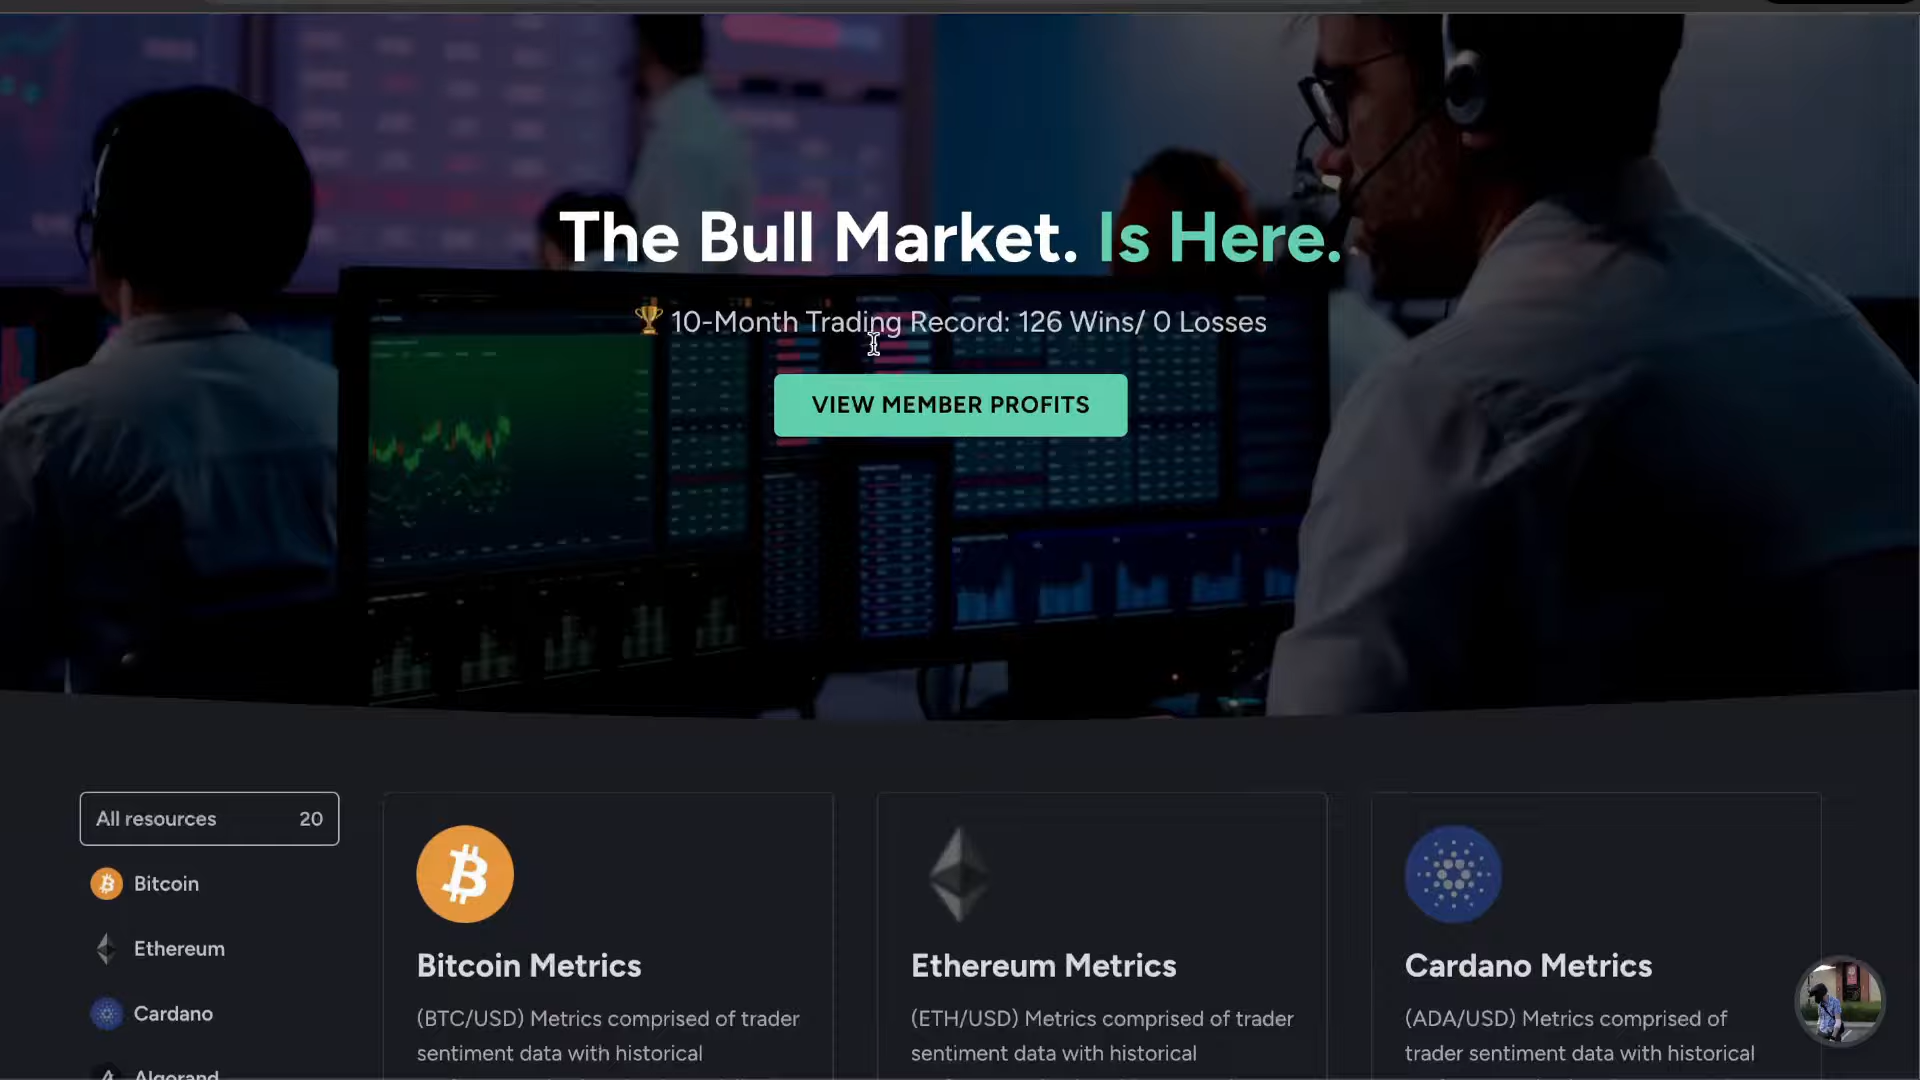 The Bull Market. Is Here.
🏆 10-Month Trading Record: 126 Wins/ 0 Losses
VIEW MEMBER PROFITS
All resources 20
Bitcoin
Ethereum
Cardano
Algorand
Bitcoin Metrics
(BTC/USD) Metrics comprised of trader
sentiment data with historical
Ethereum Metrics
(ETH/USD) Metrics comprised of trader
sentiment data with historical
Cardano Metrics
(ADA/USD) Metrics comprised of
trader sentiment data with historical